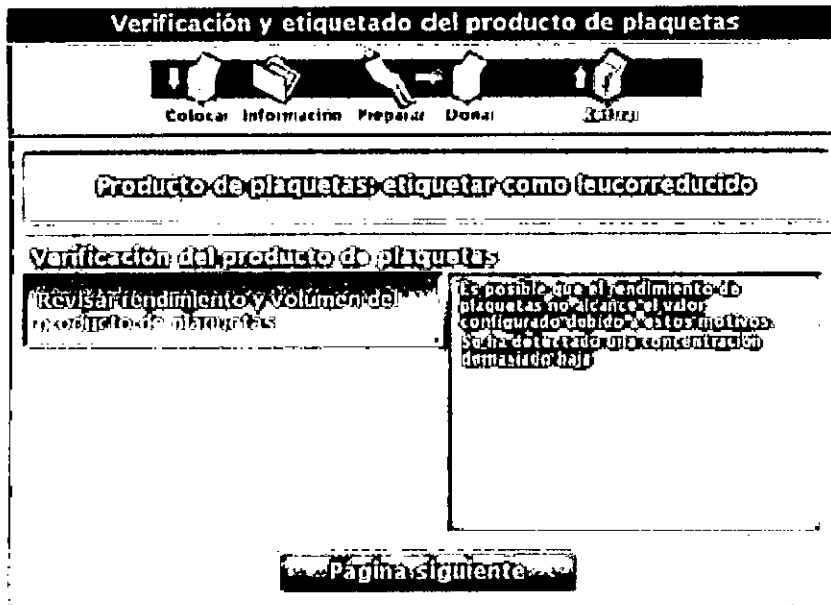 Verificación y etiquetado del producto de plaquetas
Colocar Información Preparar Donar Retirar
Producto de plaquetas: etiquetar como leucorreducido
Verificación del producto de plaquetas
Revisar rendimiento y volumen del
producto de plaquetas
Es posible que el rendimiento de
plaquetas no alcance el valor
configurado debido a estos motivos.
Se ha detectado una concentración
demasiado baja
Página siguiente